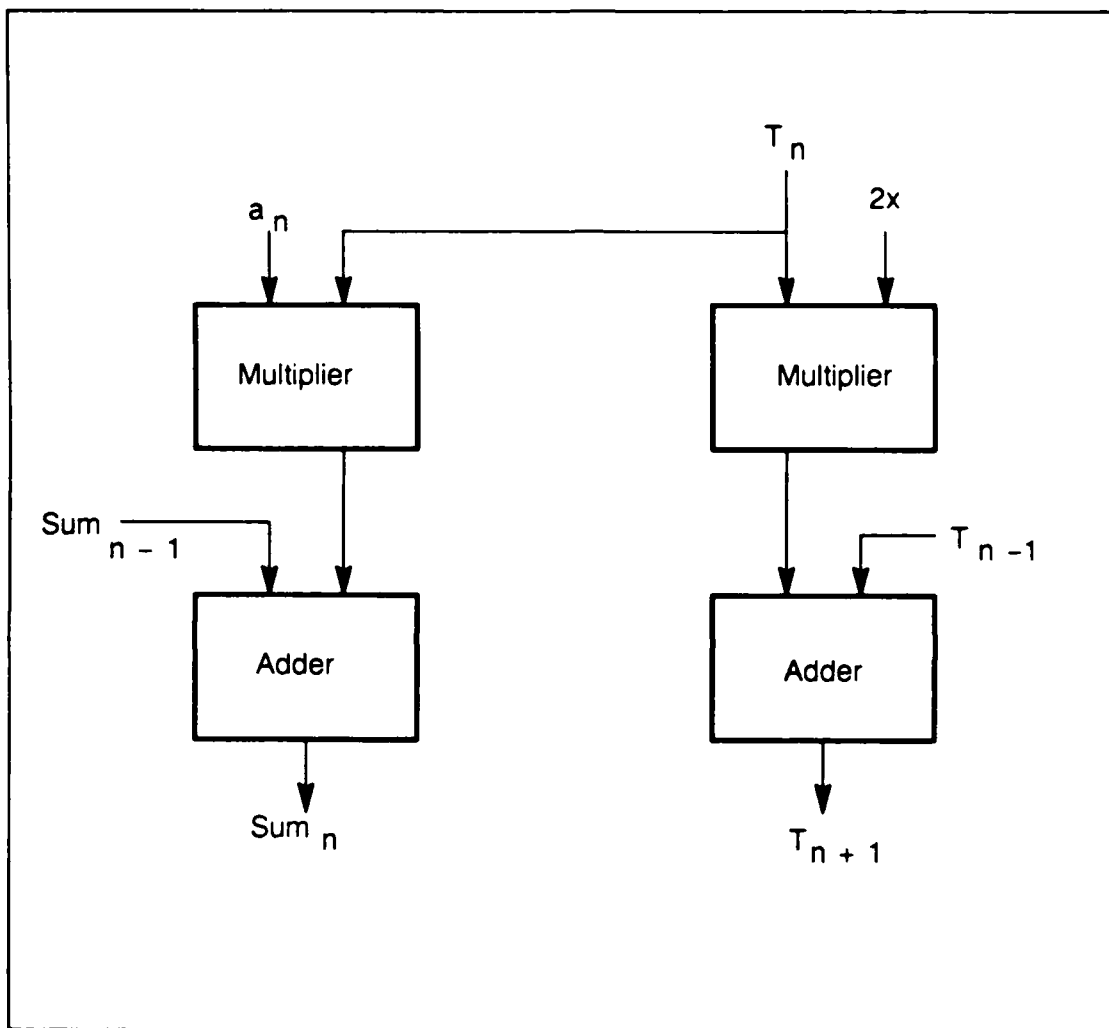 T n
a n
2x
Multiplier
Multiplier
Sum n - 1
T n -1
Adder
Adder
Sum n
T n + 1